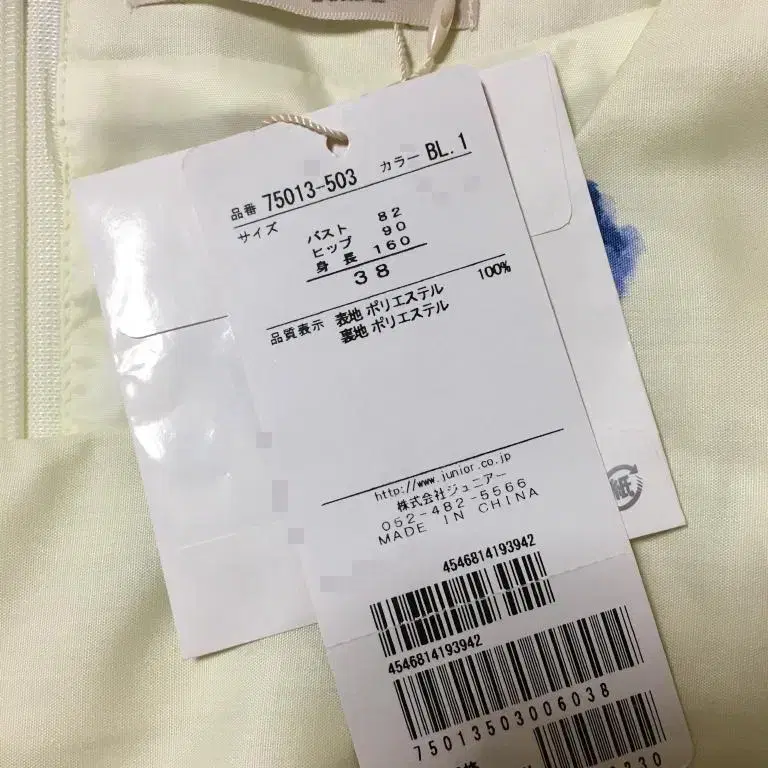 品番 75013-503 カラー BL.1
サイズ
バスト 82
ヒップ 90
身長 160
38
品質表示 表地 ポリエステル 100%
裏地 ポリエステル
http://www.junior.co.jp
株式会社ジュニアー
052-482-5566
MADE IN CHINA
4546814193942
4546814193942
75013503006038
紙